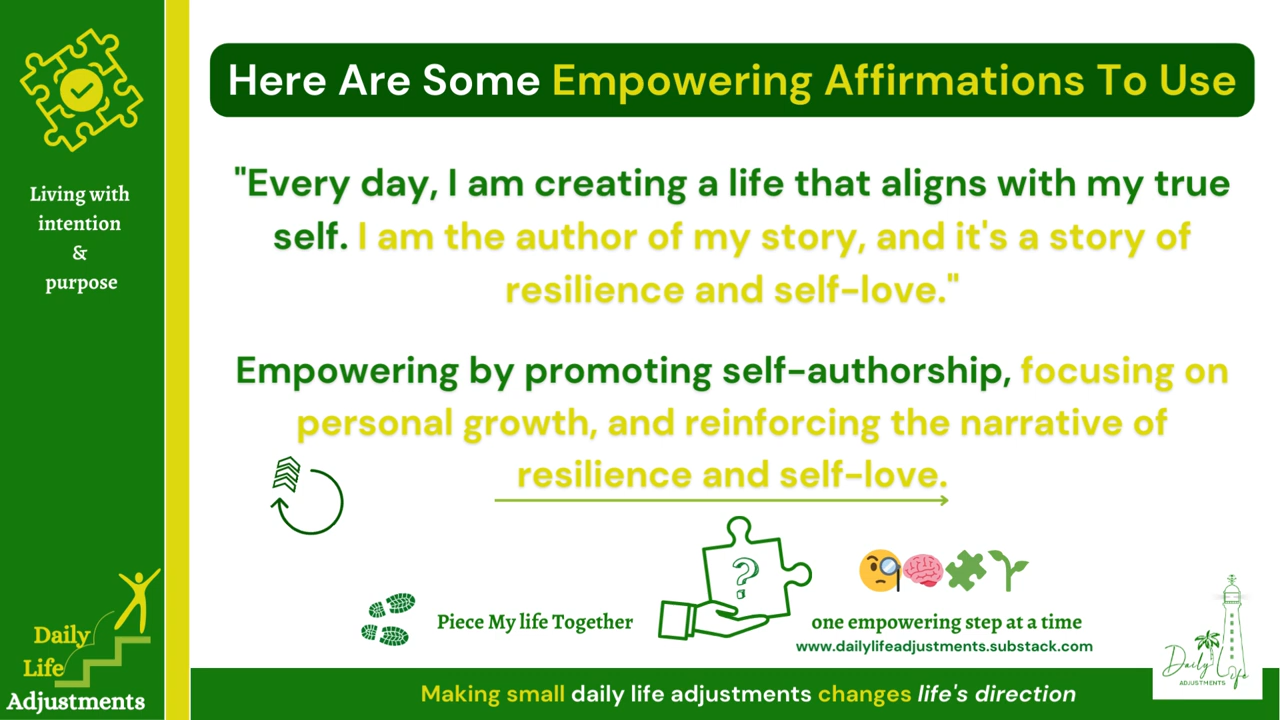 Here Are Some Empowering Affirmations To Use
Living with
intention
&
purpose
"Every day, I am creating a life that aligns with my true
self. I am the author of my story, and it's a story of
resilience and self-love."
Empowering by promoting self-authorship, focusing on
personal growth, and reinforcing the narrative of
resilience and self-love.
?
Piece My life Together
one empowering step at a time
www.dailylifeadjustments.substack.com
Daily
Life
Adjustments
Daily Life
ADJUSTMENTS
Making small daily life adjustments changes life's direction